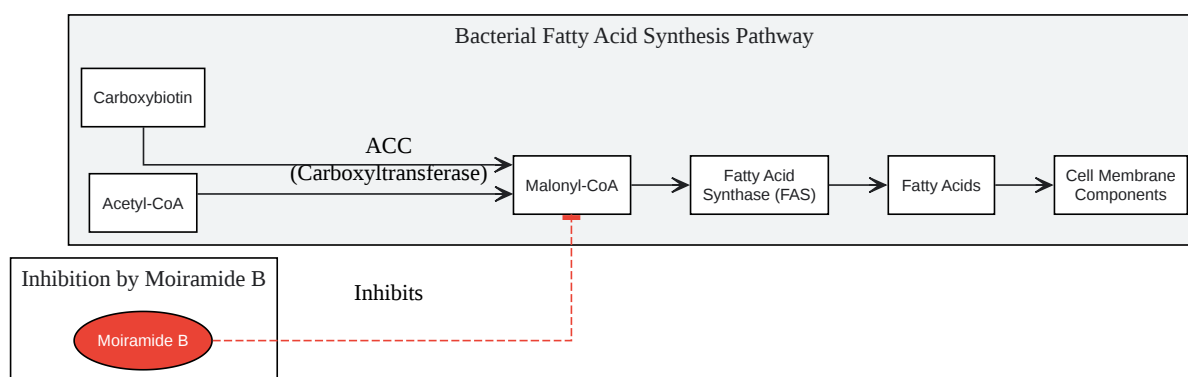 Bacterial Fatty Acid Synthesis Pathway
Carboxybiotin
ACC
(Carboxyltransferase)
Acetyl-CoA
Malonyl-CoA
Fatty Acid
Synthase (FAS)
Fatty Acids
Cell Membrane
Components
Inhibition by Moiramide B
Inhibits
Moiramide B